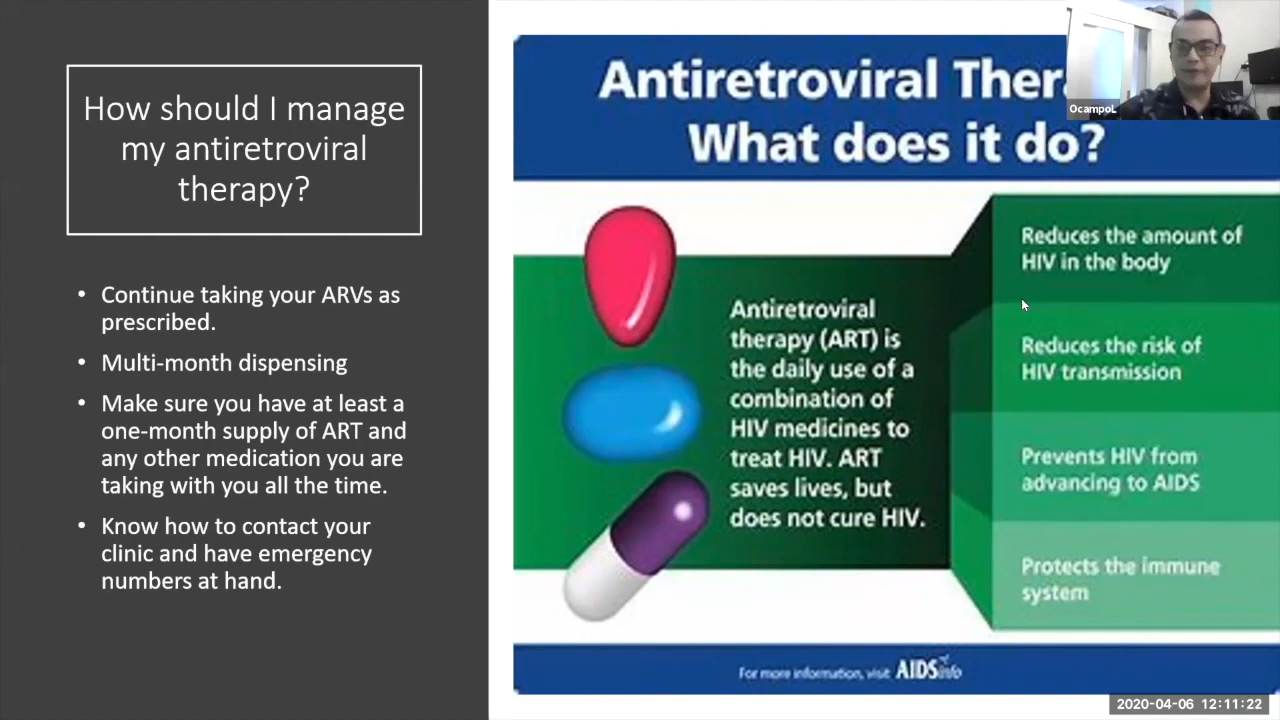 How should I manage
my antiretroviral
therapy?
• Continue taking your ARVs as
prescribed.
• Multi-month dispensing
• Make sure you have at least a
one-month supply of ART and
any other medication you are
taking with you all the time.
• Know how to contact your
clinic and have emergency
numbers at hand.
Antiretroviral Ther
What does it do?
Antiretroviral
therapy (ART) is
the daily use of a
combination of
HIV medicines to
treat HIV. ART
saves lives, but
does not cure HIV.
Reduces the amount of
HIV in the body
Reduces the risk of
HIV transmission
Prevents HIV from
advancing to AIDS
Protects the immune
system
For more information, visit AIDSinfo
OcampoL
2020-04-06 12:11:22